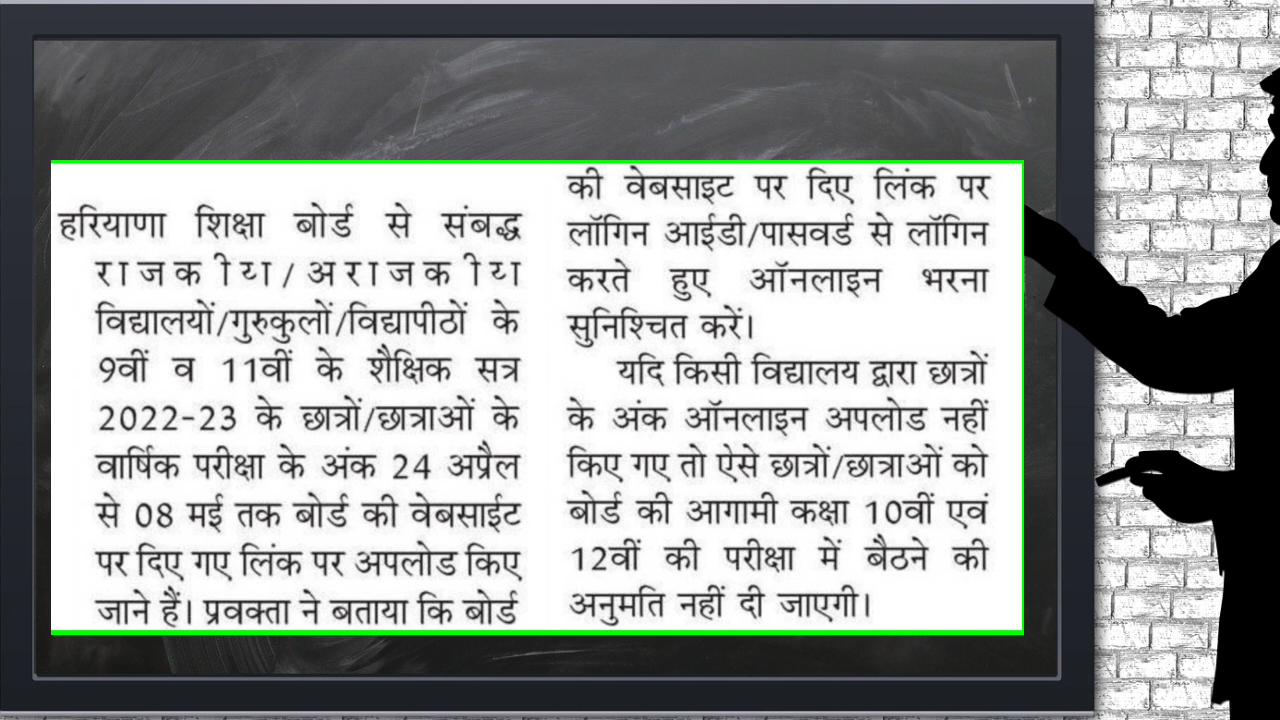 हरियाणा शिक्षा बोर्ड से संबद्ध
राजकीय/अराजकीय
विद्यालयों/गुरुकुलों/विद्यापीठों के
9वीं व 11वीं के शैक्षिक सत्र
2022-23 के छात्रों/छात्राओं के
वार्षिक परीक्षा के अंक 24 अप्रैल
से 08 मई तक बोर्ड की वेबसाईट
पर दिए गए लिंक पर अपलोड किए
जाने हैं। प्रवक्ता ने बताया कि बोर्ड
की वेबसाइट पर दिए लिंक पर
लॉगिन आईडी/पासवर्ड से लॉगिन
करते हुए ऑनलाइन भरना
सुनिश्चित करें।
यदि किसी विद्यालय द्वारा छात्रों
के अंक ऑनलाइन अपलोड नहीं
किए गए तो ऐसे छात्रों/छात्राओं को
बोर्ड की आगामी कक्षा 10वीं एवं
12वीं की परीक्षा में बैठने की
अनुमति नहीं दी जाएगी।